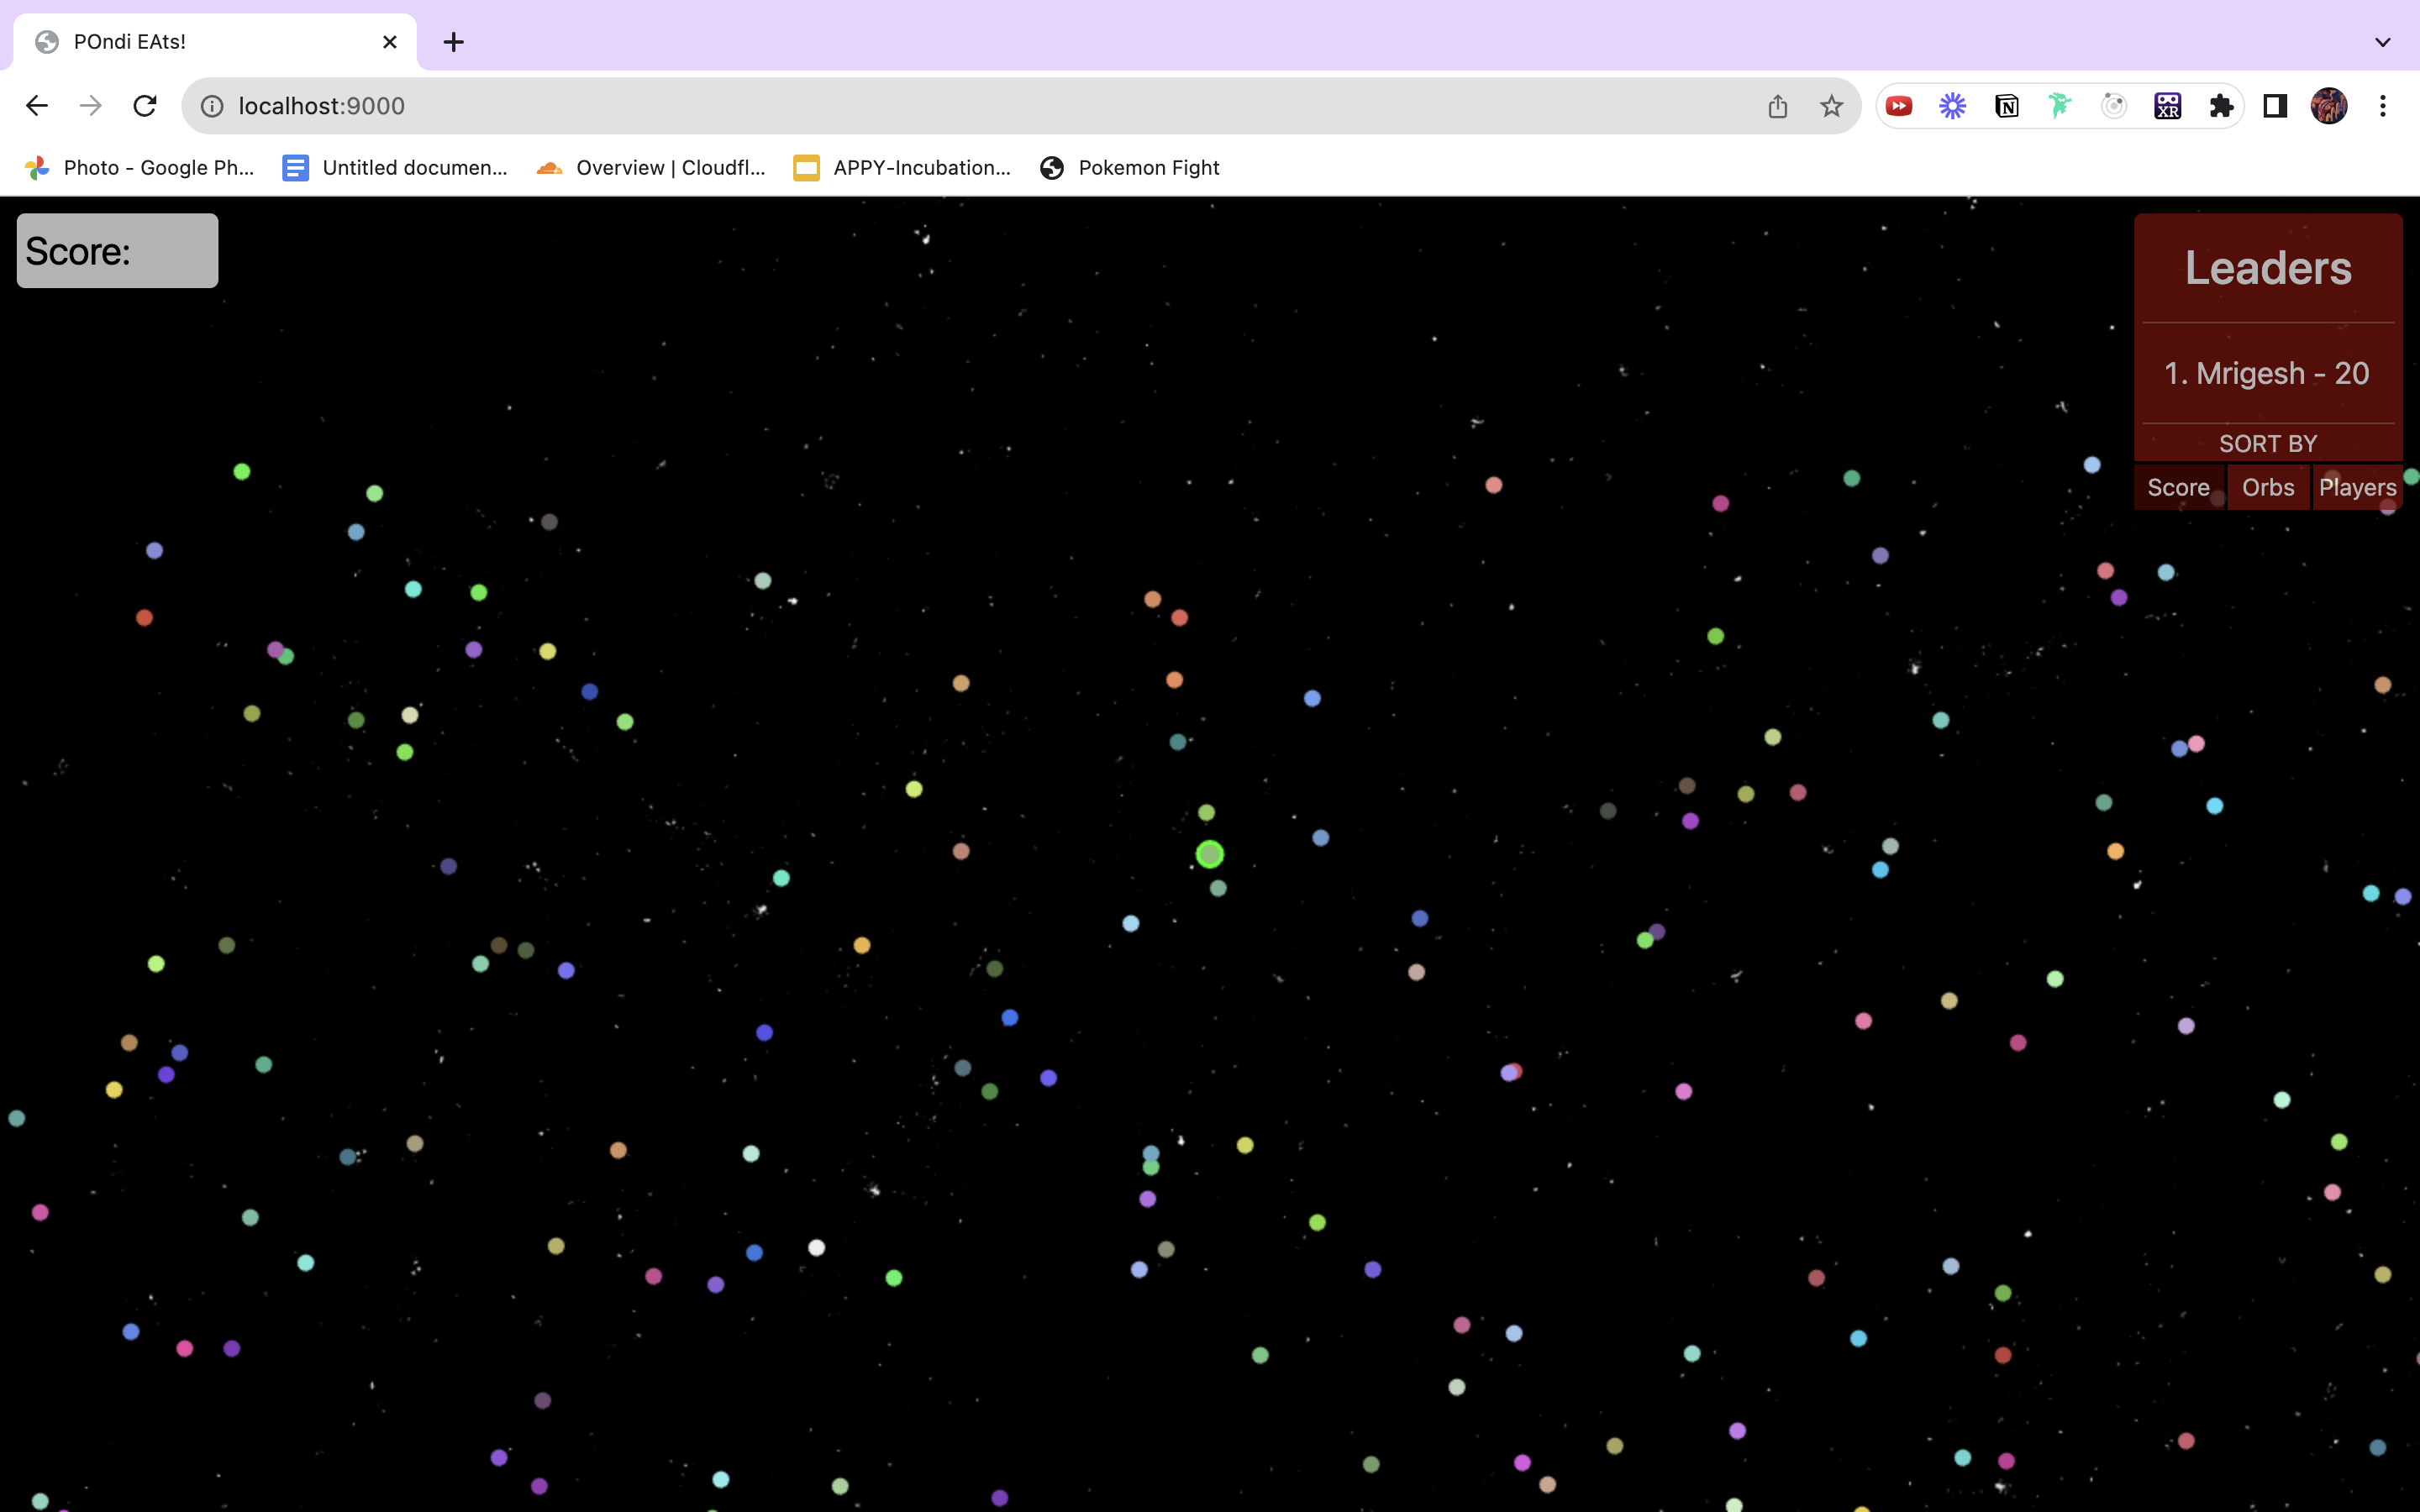 POndi EAts!
localhost:9000
Photo - Google Ph... Untitled documen... Overview | Cloudfl... APPY-Incubation... Pokemon Fight
Score:
Leaders
1. Mrigesh - 20
SORT BY
Score Orbs Players
N
XR